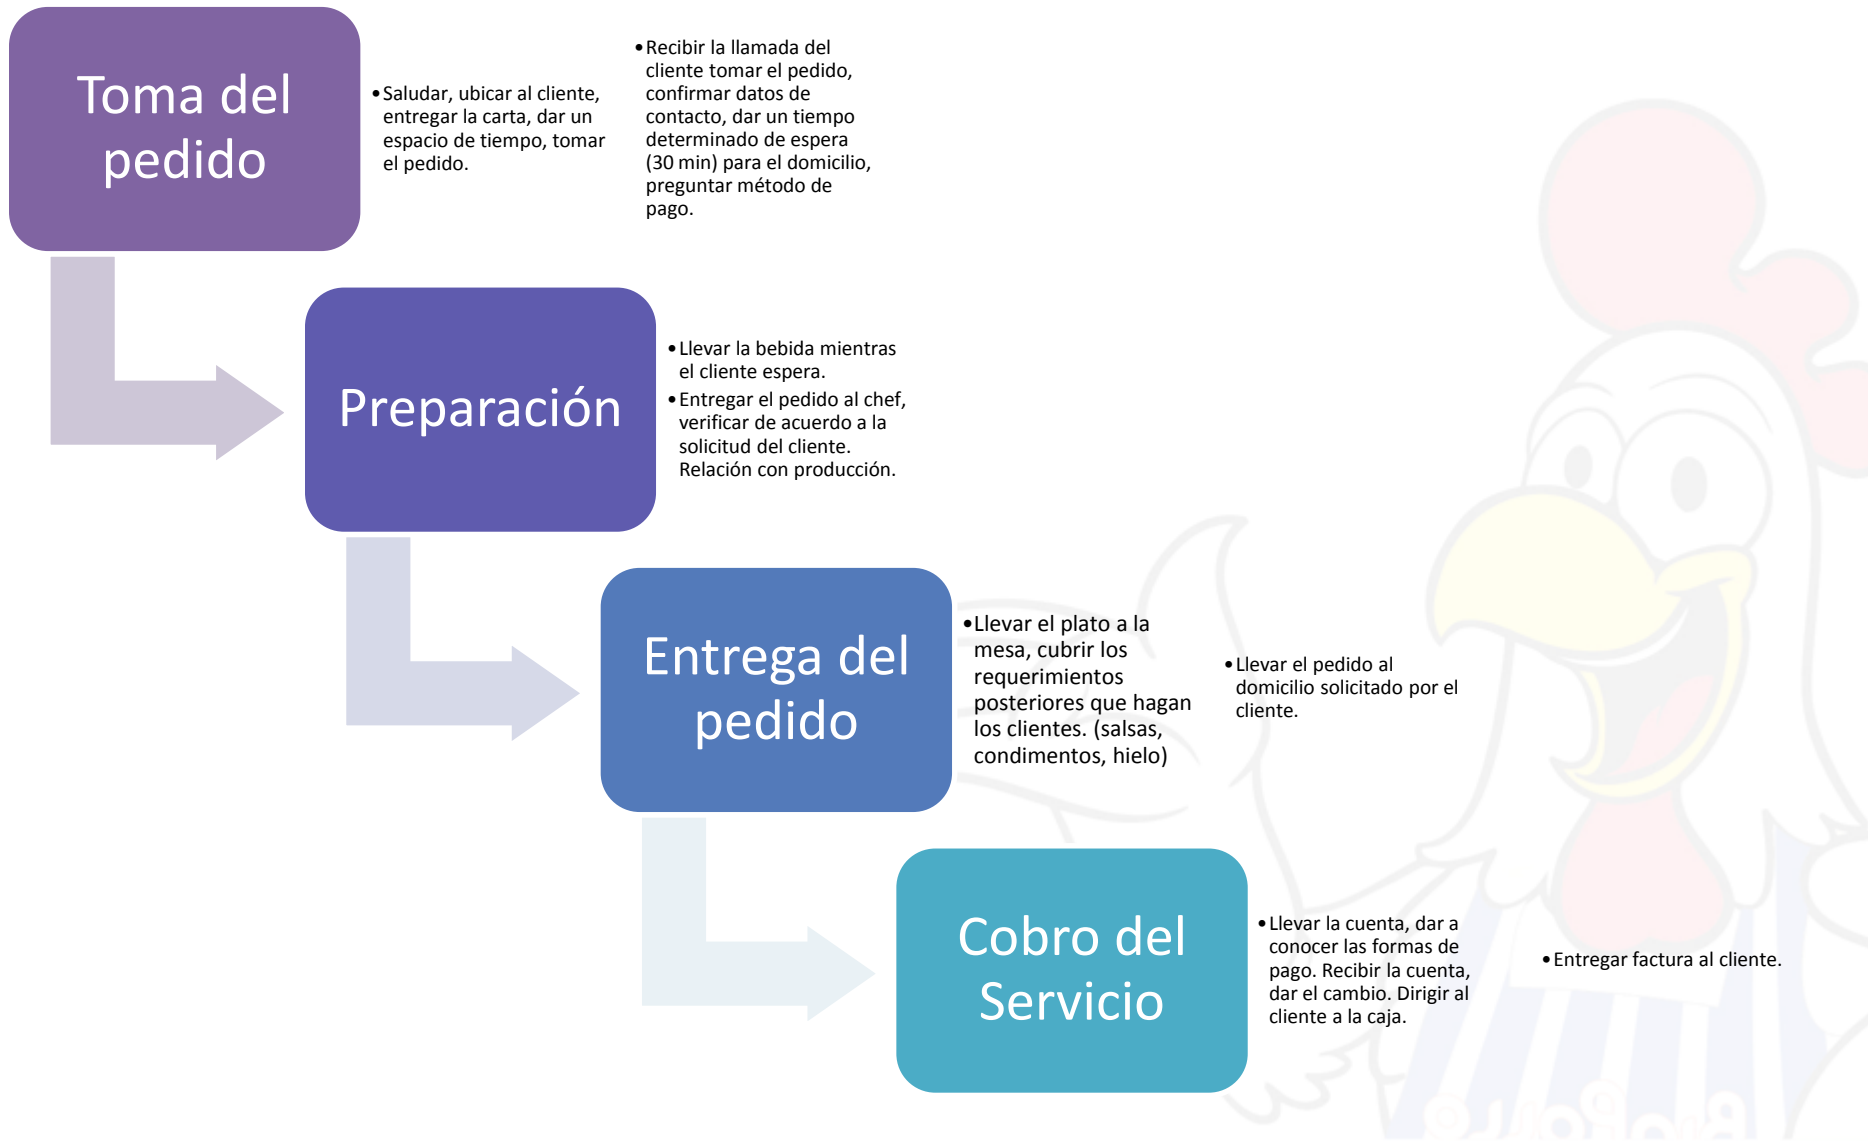 Toma del
pedido
•Saludar, ubicar al cliente,
entregar la carta, dar un
espacio de tiempo, tomar
el pedido.
•Recibir la llamada del
cliente tomar el pedido,
confirmar datos de
contacto, dar un tiempo
determinado de espera
(30 min) para el domicilio,
preguntar método de
pago.
Preparación
•Llevar la bebida mientras
el cliente espera.
•Entregar el pedido al chef,
verificar de acuerdo a la
solicitud del cliente.
Relación con producción.
Entrega del
pedido
•Llevar el plato a la
mesa, cubrir los
requerimientos
posteriores que hagan
los clientes. (salsas,
condimentos, hielo)
•Llevar el pedido al
domicilio solicitado por el
cliente.
Cobro del
Servicio
•Llevar la cuenta, dar a
conocer las formas de
pago. Recibir la cuenta,
dar el cambio. Dirigir al
cliente a la caja.
•Entregar factura al cliente.